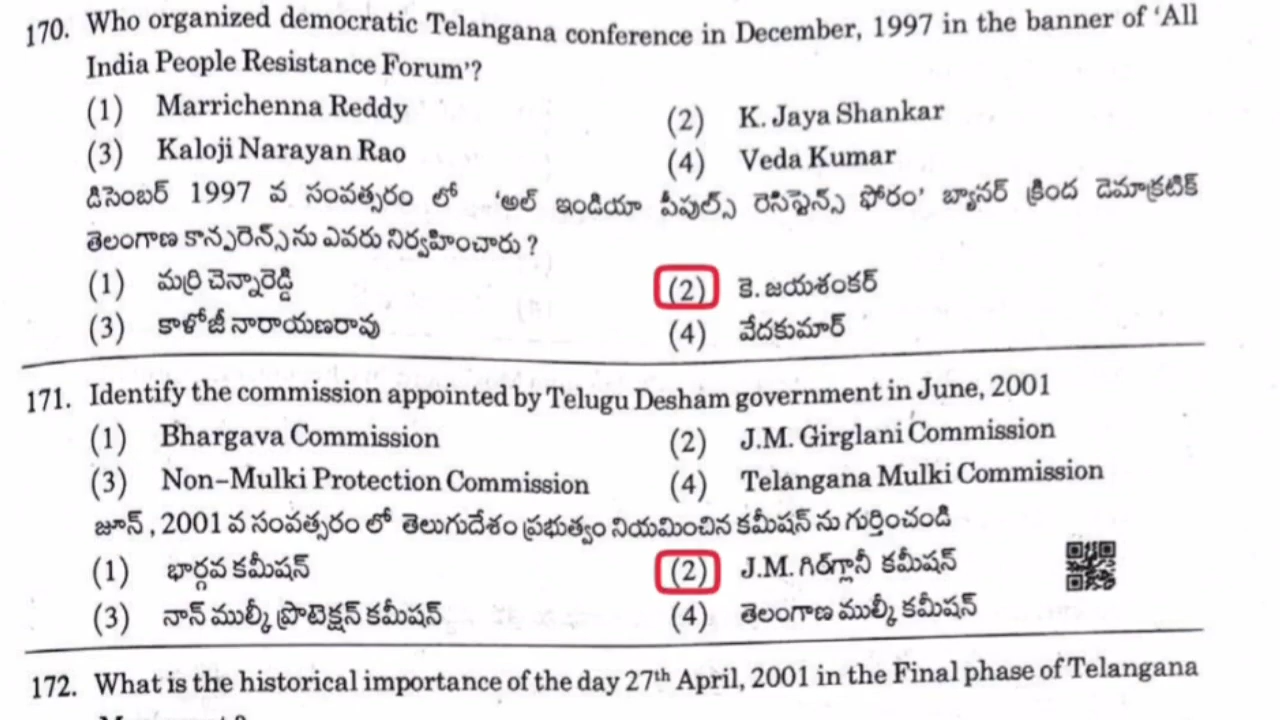 170. Who organized democratic Telangana conference in December, 1997 in the banner of ‘All
India People Resistance Forum’?
(1) Marrichenna Reddy (2) K. Jaya Shankar
(3) Kaloji Narayan Rao (4) Veda Kumar
డిసెంబర్ 1997 వ సంవత్సరం లో ‘అల్ ఇండియా పీపుల్స్ రెసిస్టెన్స్ ఫోరం’ బ్యానర్ క్రింద డెమాక్రటిక్
తెలంగాణ కాన్ఫరెన్స్‌ను ఎవరు నిర్వహించారు ?
(1) మర్రి చెన్నారెడ్డి (2) కె. జయశంకర్
(3) కాళోజీ నారాయణరావు (4) వేదకుమార్
171. Identify the commission appointed by Telugu Desham government in June, 2001
(1) Bhargava Commission (2) J.M. Girglani Commission
(3) Non-Mulki Protection Commission (4) Telangana Mulki Commission
జూన్ , 2001 వ సంవత్సరం లో తెలుగుదేశం ప్రభుత్వం నియమించిన కమీషన్ ను గుర్తించండి
(1) భార్గవ కమీషన్ (2) J.M. గిర్‌గ్లానీ కమీషన్
(3) నాన్ ముల్కీ ప్రొటెక్షన్ కమీషన్ (4) తెలంగాణ ముల్కీ కమీషన్
172. What is the historical importance of the day 27th April, 2001 in the Final phase of Telangana